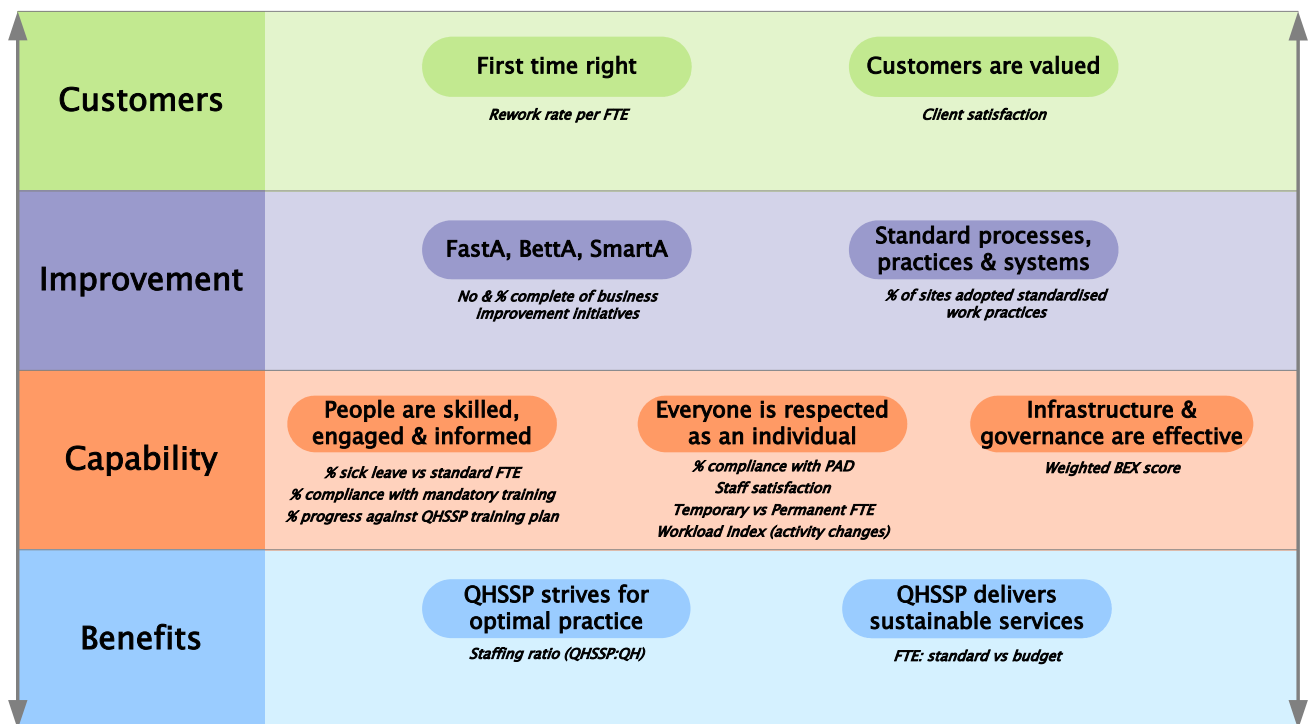 Customers
First time right
Rework rate per FTE
Customers are valued
Client satisfaction
Improvement
FastA, BettA, SmartA
No & % complete of business
improvement initiatives
Standard processes,
practices & systems
% of sites adopted standardised
work practices
Capability
People are skilled,
engaged & informed
% sick leave vs standard FTE
% compliance with mandatory training
% progress against QHSSP training plan
Everyone is respected
as an individual
% compliance with PAD
Staff satisfaction
Temporary vs Permanent FTE
Workload Index (activity changes)
Infrastructure &
governance are effective
Weighted BEX score
Benefits
QHSSP strives for
optimal practice
Staffing ratio (QHSSP:QH)
QHSSP delivers
sustainable services
FTE: standard vs budget